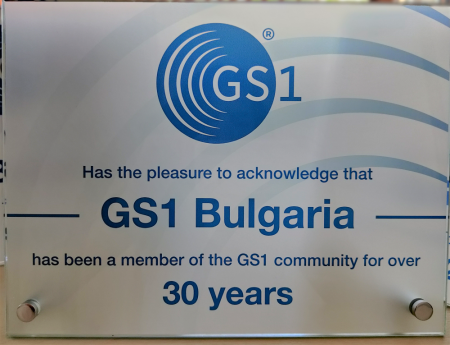 GS1®
Has the pleasure to acknowledge that
GS1 Bulgaria
has been a member of the GS1 community for over
30 years